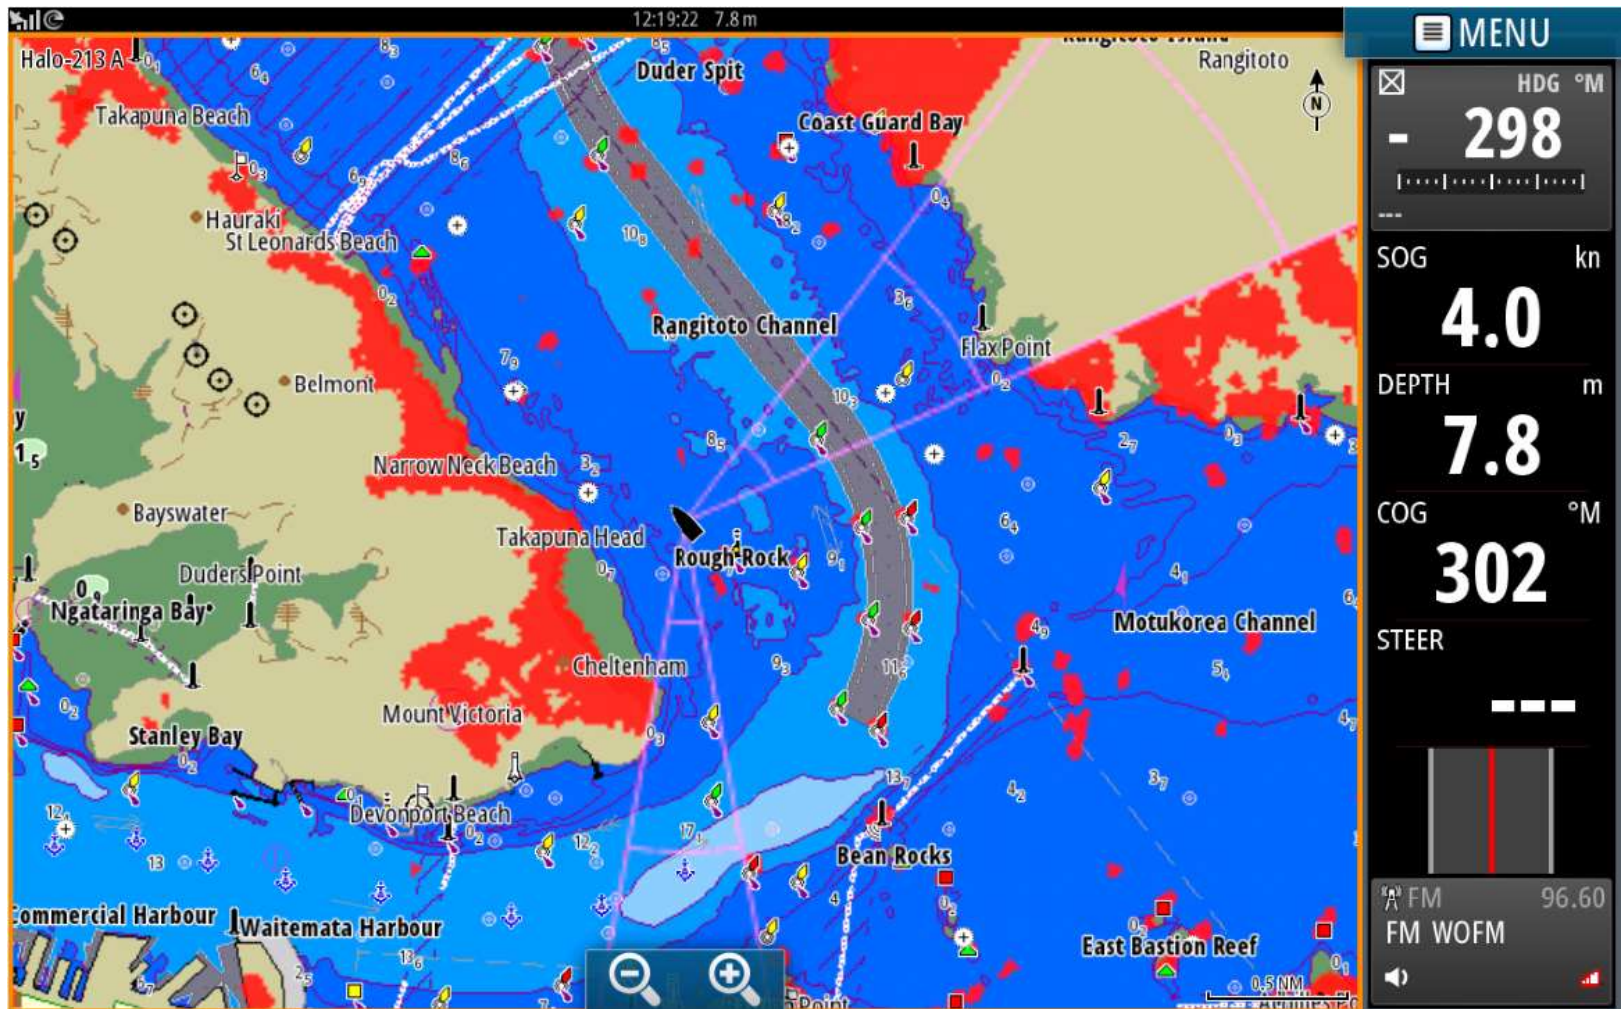 12:19:22 7.8 m
MENU
Halo-213 A
Duder Spit
Rangitoto Island
Rangitoto
N
Takapuna Beach
Coast Guard Bay
Hauraki
St Leonards Beach
Rangitoto Channel
Flax Point
Belmont
Narrow Neck Beach
Bayswater
Takapuna Head
Rough Rock
Duders Point
Ngataringa Bay
Motukorea Channel
Cheltenham
Mount Victoria
Stanley Bay
Devonport Beach
Bean Rocks
Commercial Harbour
Waitemata Harbour
East Bastion Reef
Point
0.5 NM
HDG °M
- 298
---
SOG kn
4.0
DEPTH m
7.8
COG °M
302
STEER
---
FM 96.60
FM WOFM